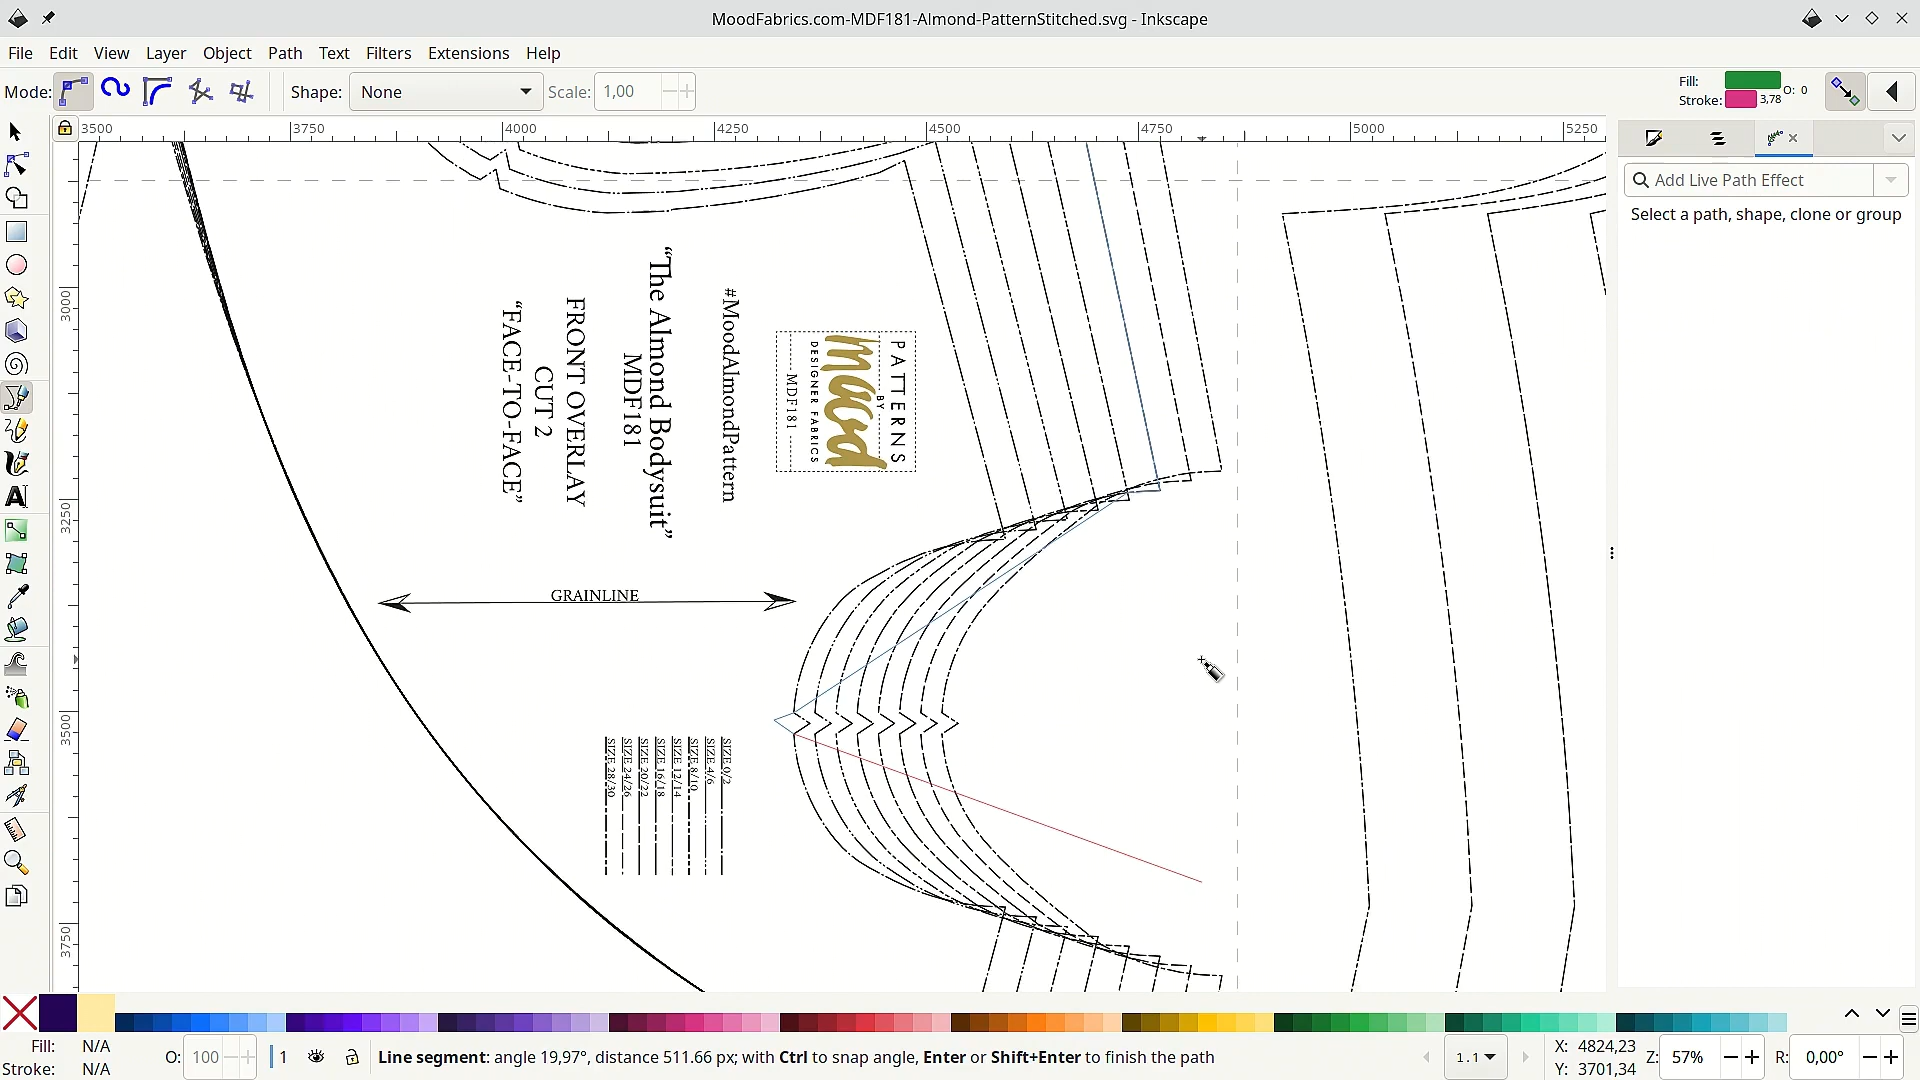 MoodFabrics.com-MDF181-Almond-PatternStitched.svg - Inkscape
File Edit View Layer Object Path Text Filters Extensions Help
Mode: Shape: None Scale: 1,00
Fill: O: 0
Stroke: 3,78
3500 3750 4000 4250 4500 4750 5000 5250
3000
3250
3500
3750
Add Live Path Effect
Select a path, shape, clone or group
PATTERNS
BY
mood
DESIGNER FABRICS
MDF181
#MoodAlmondPattern
“The Almond Bodysuit”
MDF181
FRONT OVERLAY
CUT 2
“FACE-TO-FACE”
GRAINLINE
SIZE 0/2
SIZE 4/6
SIZE 8/10
SIZE 12/14
SIZE 16/18
SIZE 20/22
SIZE 24/26
SIZE 28/30
Fill: N/A
Stroke: N/A
O: 100
1
Line segment: angle 19,97°, distance 511.66 px; with Ctrl to snap angle, Enter or Shift+Enter to finish the path
1.1
X: 4824,23
Y: 3701,34
Z: 57%
R: 0,00°